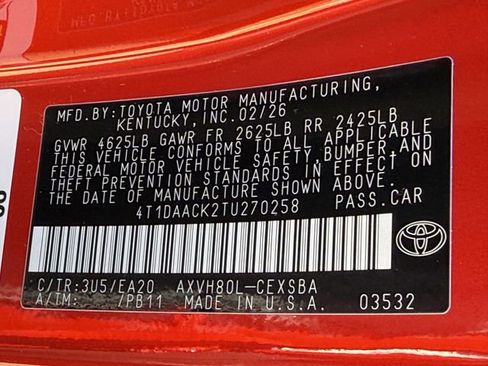 MFD.BY:TOYOTA MOTOR MANUFACTURING,
KENTUCKY, INC. 02/26
GVWR 4625LB GAWR FR 2625LB RR 2425LB
THIS VEHICLE CONFORMS TO ALL APPLICABLE
FEDERAL MOTOR VEHICLE SAFETY, BUMPER, AND
THEFT PREVENTION STANDARDS IN EFFECT ON
THE DATE OF MANUFACTURE SHOWN ABOVE.
4T1DAACK2TU270258 PASS.CAR
C/TR:3U5/EA20 AXVH80L-CEXSBA
A/TM: /PB11 MADE IN U.S.A. 03532
TOYOTA